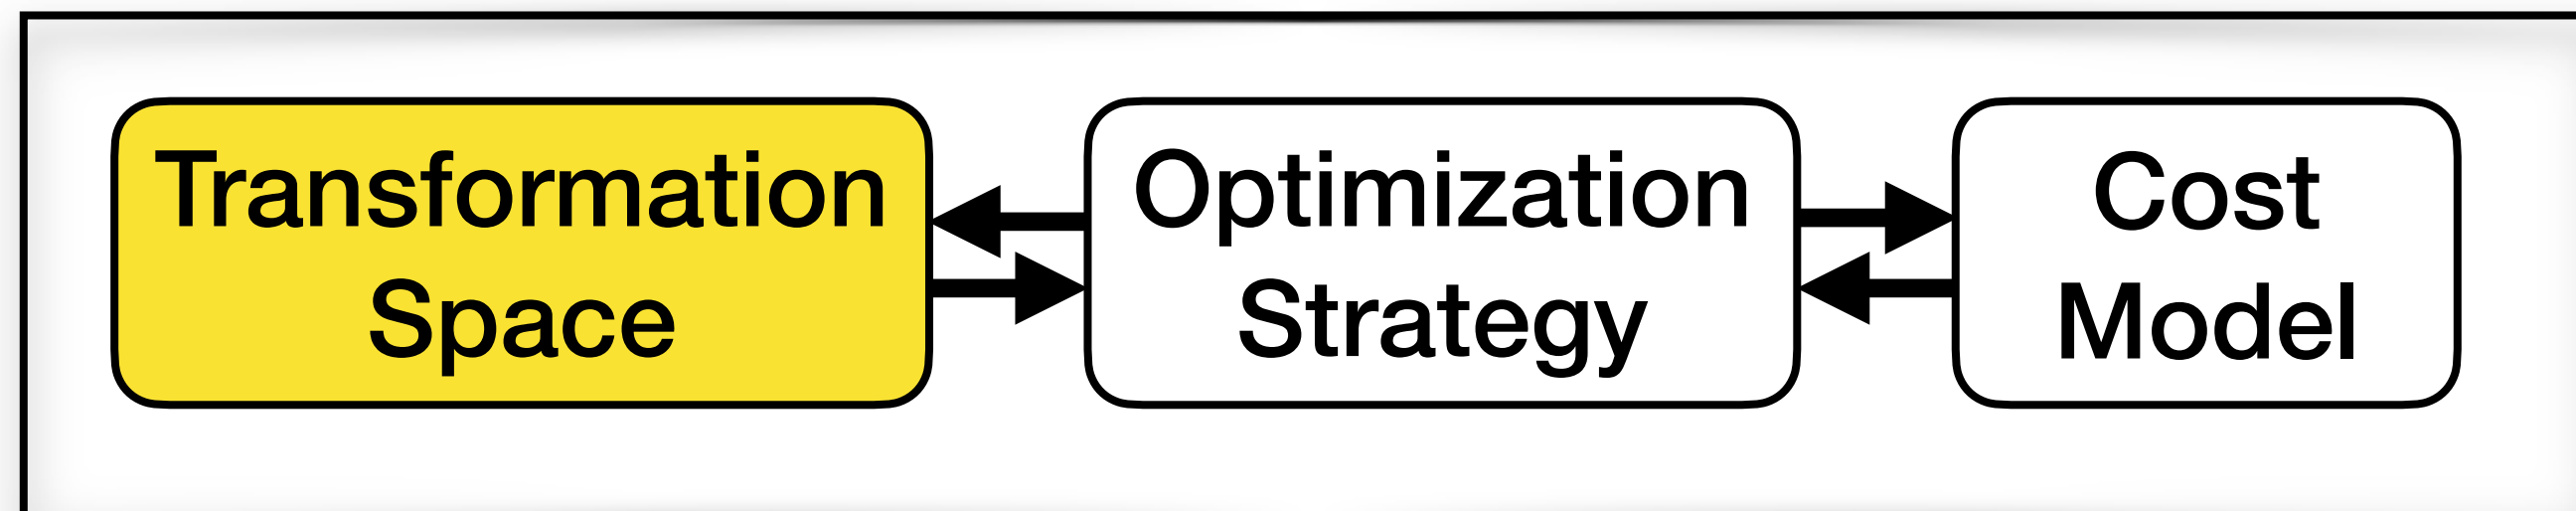 Transformation
Space
Optimization
Strategy
Cost
Model